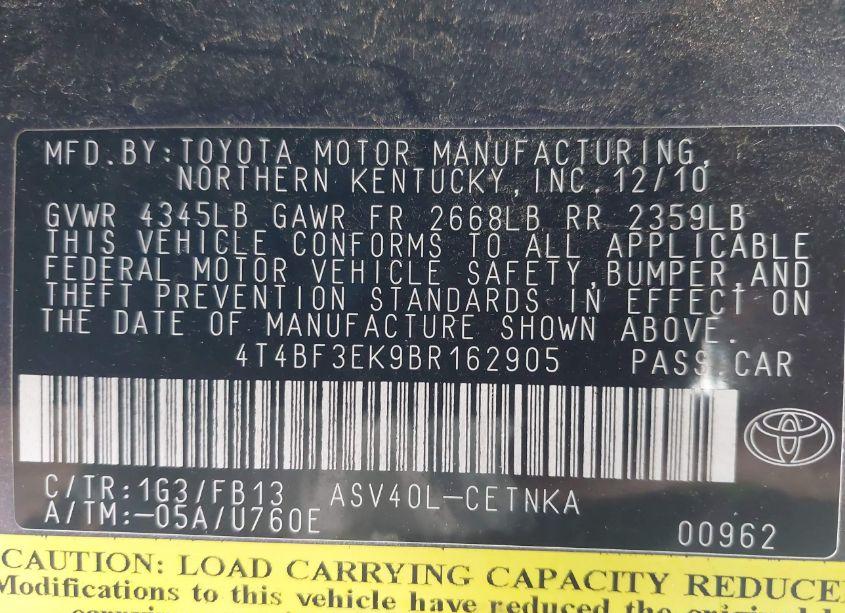 MFD.BY:TOYOTA MOTOR MANUFACTURING,
NORTHERN KENTUCKY,INC.12/10
GVWR 4345LB GAWR FR 2668LB RR 2359LB
THIS VEHICLE CONFORMS TO ALL APPLICABLE
FEDERAL MOTOR VEHICLE SAFETY,BUMPER,AND
THEFT PREVENTION STANDARDS IN EFFECT ON
THE DATE OF MANUFACTURE SHOWN ABOVE.
4T4BF3EK9BR162905 PASS.CAR
C/TR:1G3/FB13 ASV40L-CETNKA
A/TM:-05A/U760E
00962
CAUTION: LOAD CARRYING CAPACITY REDUCE
Modifications to this vehicle have reduced the original